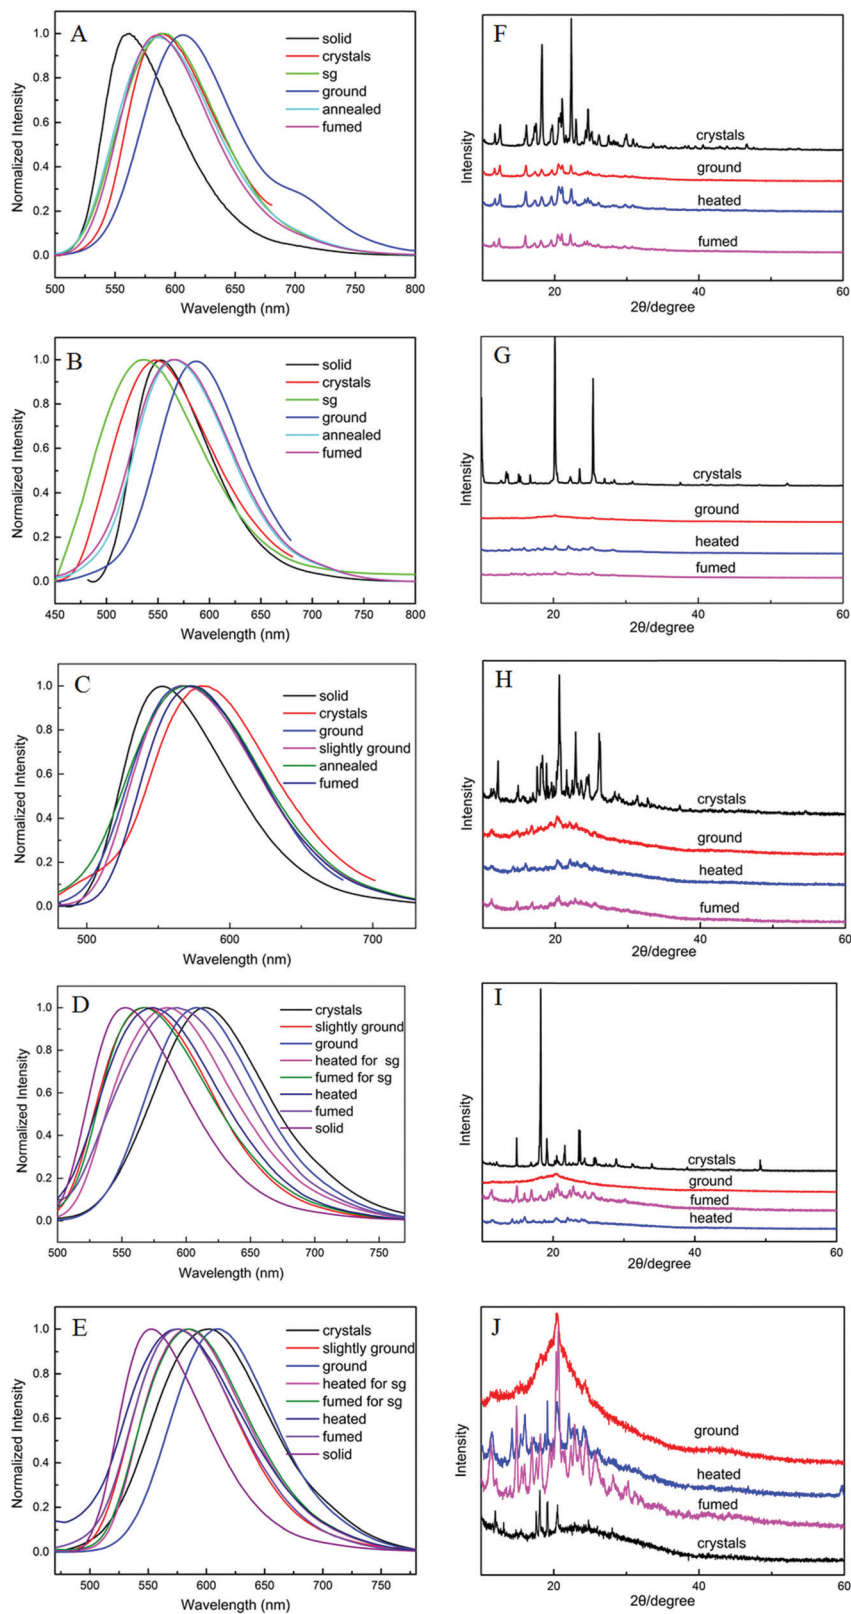 A
1.0
0.8
0.6
0.4
0.2
0.0
Normalized Intensity
solid
crystals
sg
ground
annealed
fumed
500 550 600 650 700 750 800
Wavelength (nm)
F
Intensity
crystals
ground
heated
fumed
20 40 60
2θ/degree
B
1.0
0.8
0.6
0.4
0.2
0.0
Normalized Intensity
solid
crystals
sg
ground
annealed
fumed
450 500 550 600 650 700 750 800
Wavelength (nm)
G
Intensity
crystals
ground
heated
fumed
20 40 60
2θ/degree
C
1.0
0.8
0.6
0.4
0.2
0.0
Normalized Intensity
solid
crystals
ground
slightly ground
annealed
fumed
500 600 700
Wavelength (nm)
H
Intensity
crystals
ground
heated
fumed
20 40 60
2θ/degree
D
1.0
0.8
0.6
0.4
0.2
0.0
Normalized Intensity
crystals
slightly ground
ground
heated for sg
fumed for sg
heated
fumed
solid
500 550 600 650 700 750
Wavelength (nm)
I
Intensity
crystals
ground
fumed
heated
20 40 60
2θ/degree
E
1.0
0.8
0.6
0.4
0.2
0.0
Normalized Intensity
crystals
slightly ground
ground
heated for sg
fumed for sg
heated
fumed
solid
500 550 600 650 700 750
Wavelength (nm)
J
Intensity
ground
heated
fumed
crystals
20 40 60
2θ/degree